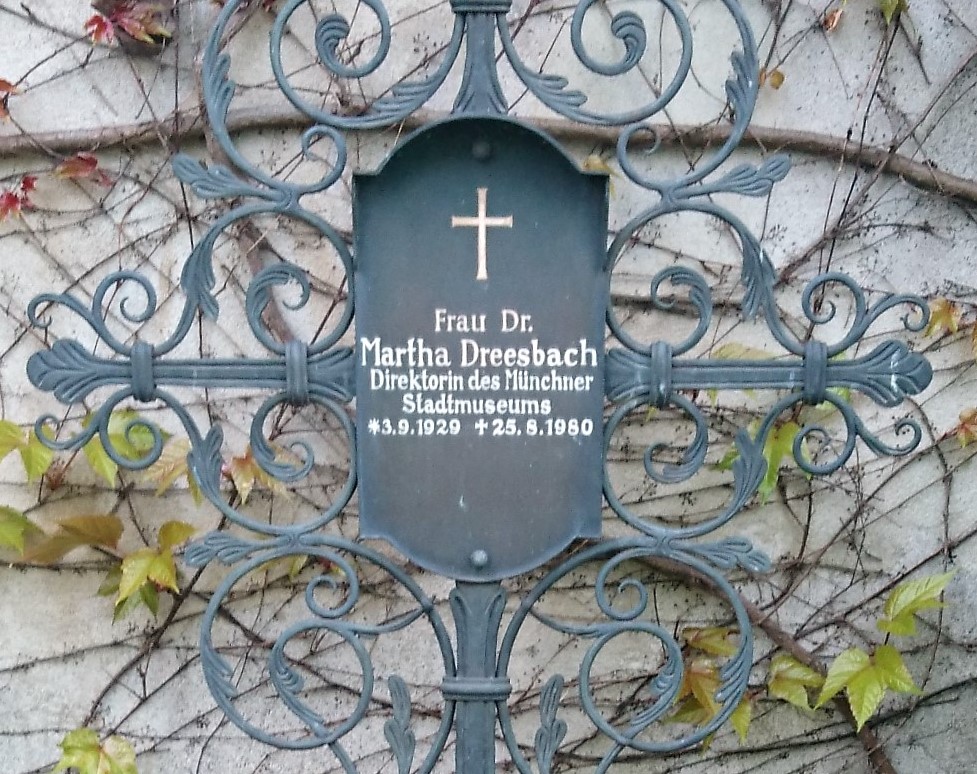 Frau Dr.
Martha Dreesbach
Direktorin des Münchner
Stadtmuseums
*3.9.1929 ✝25.8.1980